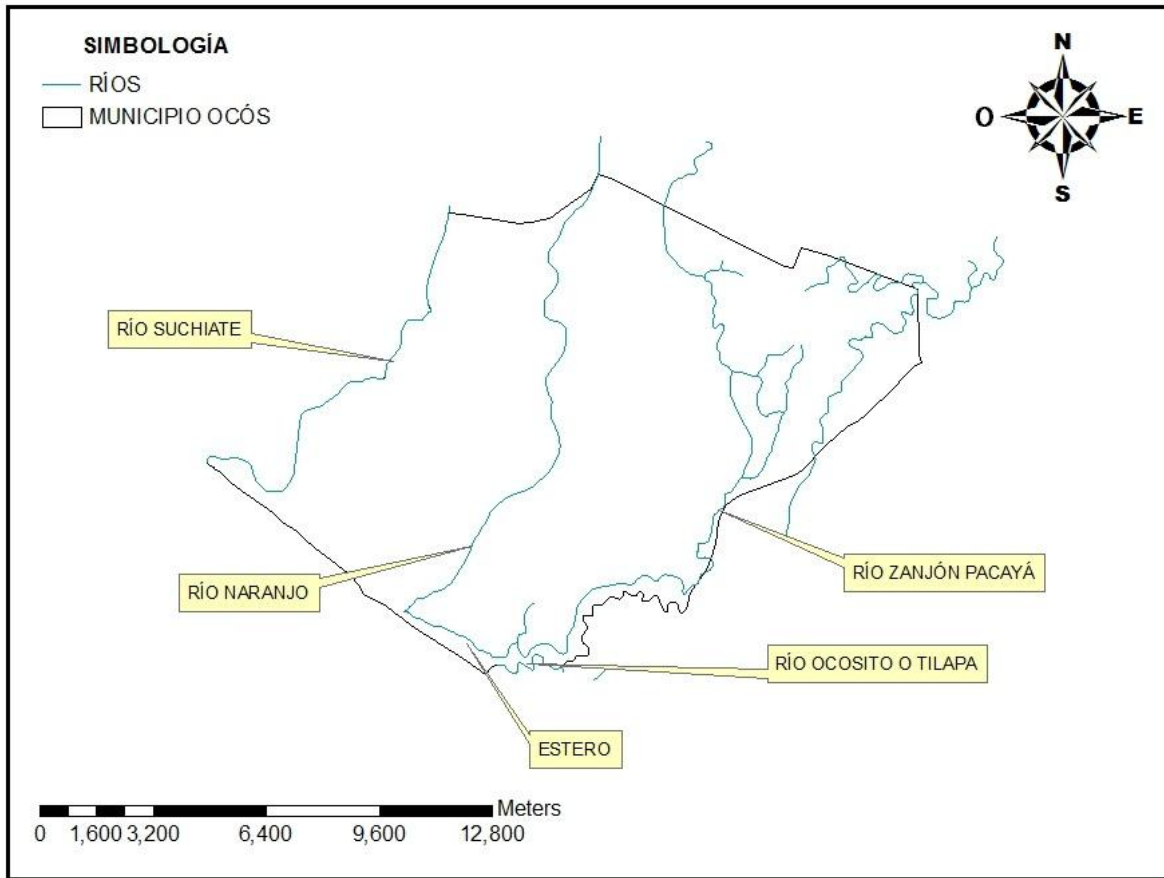 SIMBOLOGÍA
RÍOS
MUNICIPIO OCÓS
N
O
E
S
RÍO SUCHIATE
RÍO NARANJO
RÍO ZANJÓN PACAYÁ
RÍO OCOSITO O TILAPA
ESTERO
Meters
0 1,600 3,200 6,400 9,600 12,800